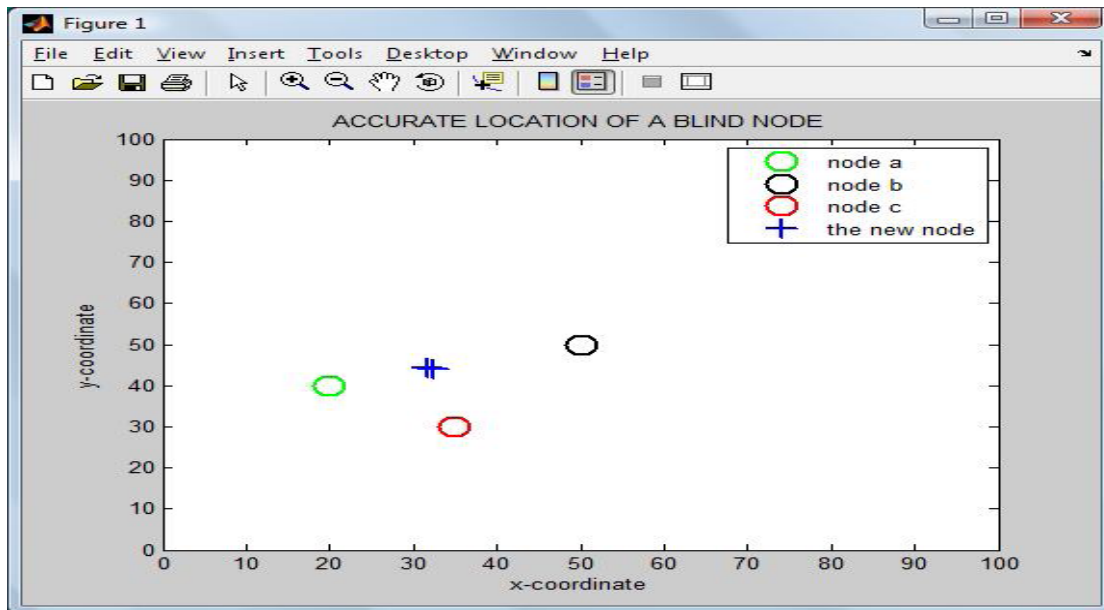 Figure 1
File Edit View Insert Tools Desktop Window Help
ACCURATE LOCATION OF A BLIND NODE
100
90
80
70
60
50
40
30
20
10
0
y-coordinate
node a
node b
node c
the new node
0 10 20 30 40 50 60 70 80 90 100
x-coordinate